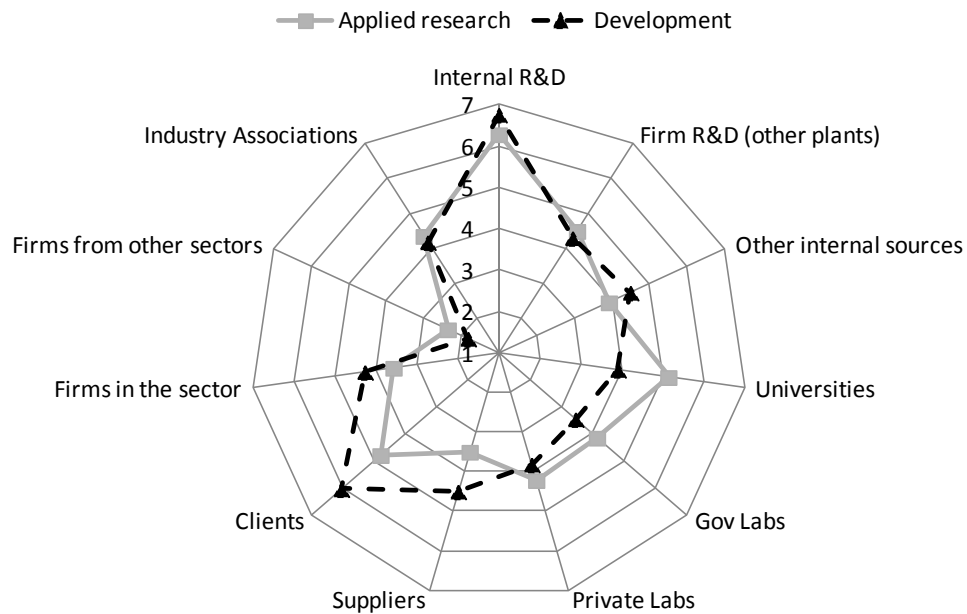 Applied research Development
Internal R&D
Industry Associations
Firm R&D (other plants)
Firms from other sectors
Other internal sources
Firms in the sector
Universities
Clients
Gov Labs
Suppliers
Private Labs
7
6
5
4
3
2
1